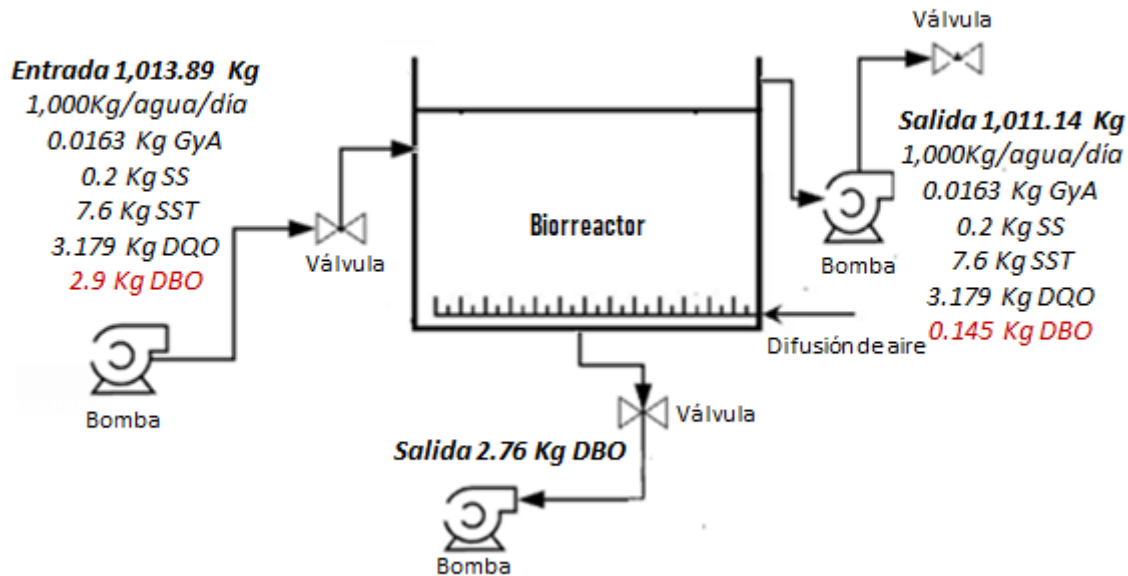 Entrada 1,013.89 Kg
1,000Kg/agua/día
0.0163 Kg GyA
0.2 Kg SS
7.6 Kg SST
3.179 Kg DQO
2.9 Kg DBO
Bomba
Válvula
Biorreactor
Válvula
Salida 1,011.14 Kg
1,000Kg/agua/día
0.0163 Kg GyA
0.2 Kg SS
7.6 Kg SST
3.179 Kg DQO
0.145 Kg DBO
Bomba
Difusión de aire
Válvula
Salida 2.76 Kg DBO
Bomba